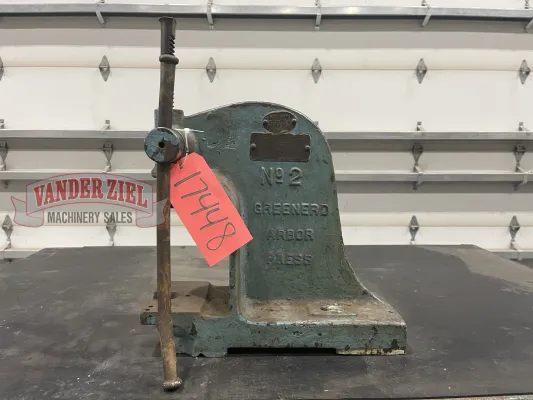 Nº 2
GREENERD
ARBOR
PRESS
17448
VANDER ZIEL
MACHINERY SALES